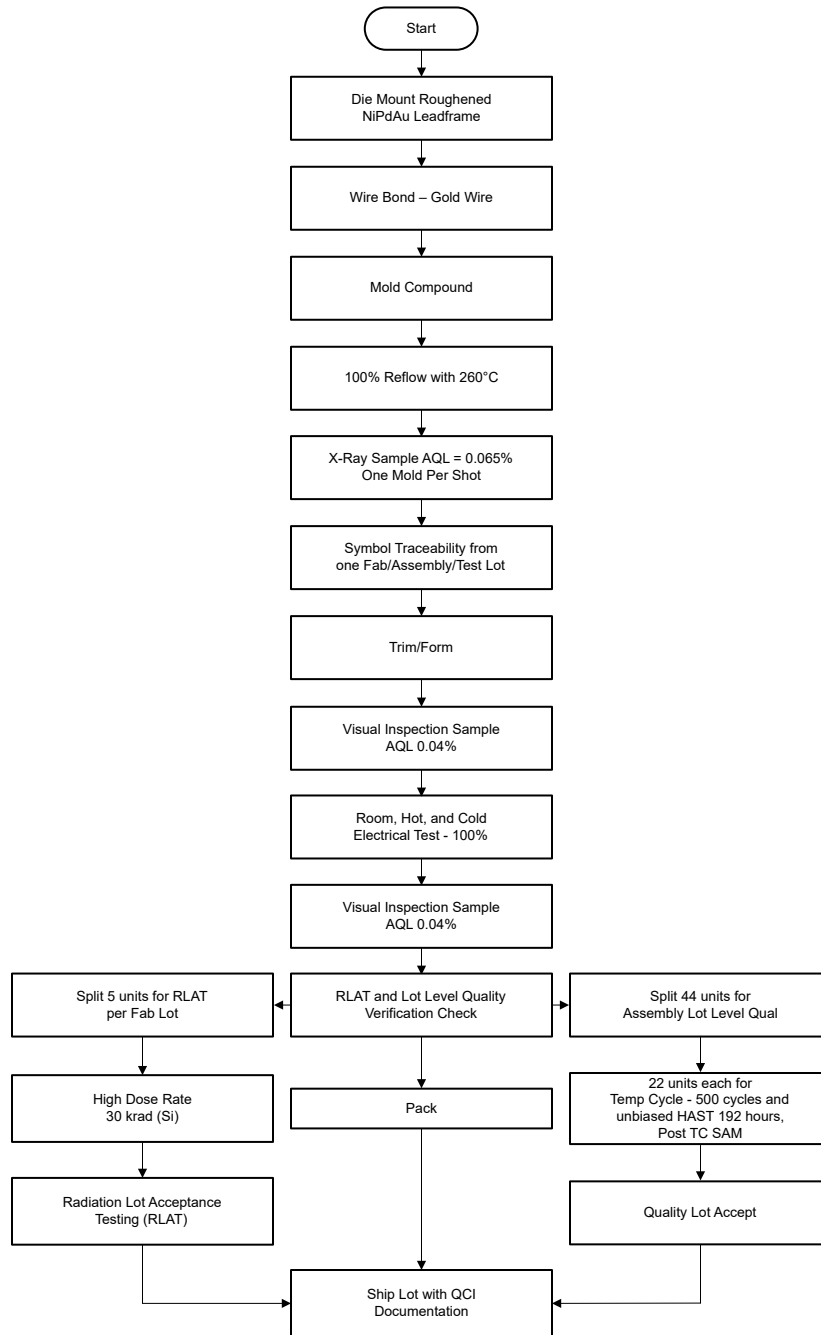 Start
Die Mount Roughened
NiPdAu Leadframe
Wire Bond – Gold Wire
Mold Compound
100% Reflow with 260°C
X-Ray Sample AQL = 0.065%
One Mold Per Shot
Symbol Traceability from
one Fab/Assembly/Test Lot
Trim/Form
Visual Inspection Sample
AQL 0.04%
Room, Hot, and Cold
Electrical Test - 100%
Visual Inspection Sample
AQL 0.04%
Split 5 units for RLAT
per Fab Lot
RLAT and Lot Level Quality
Verification Check
Split 44 units for
Assembly Lot Level Qual
High Dose Rate
30 krad (Si)
Pack
22 units each for
Temp Cycle - 500 cycles and
unbiased HAST 192 hours,
Post TC SAM
Radiation Lot Acceptance
Testing (RLAT)
Quality Lot Accept
Ship Lot with QCI
Documentation